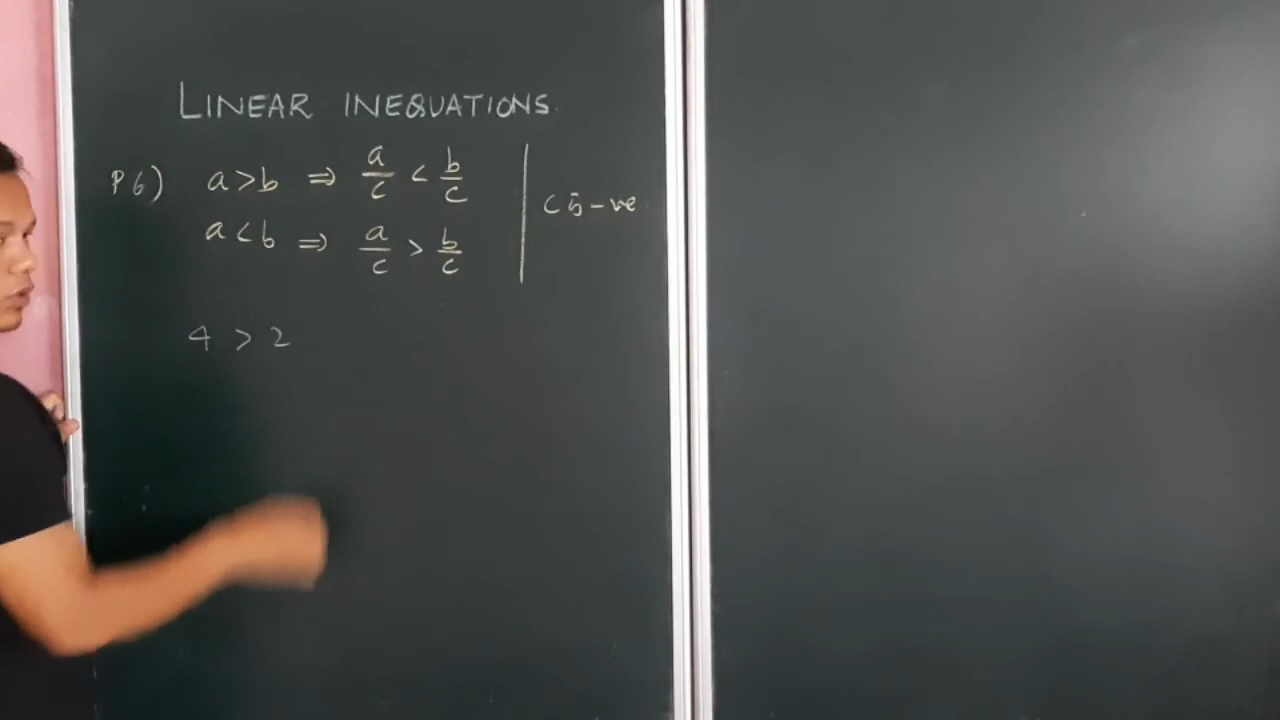 LINEAR INEQUATIONS.
P6) a>b ⇒ a/c < b/c
a<b ⇒ a/c > b/c
c is -ve
4 > 2